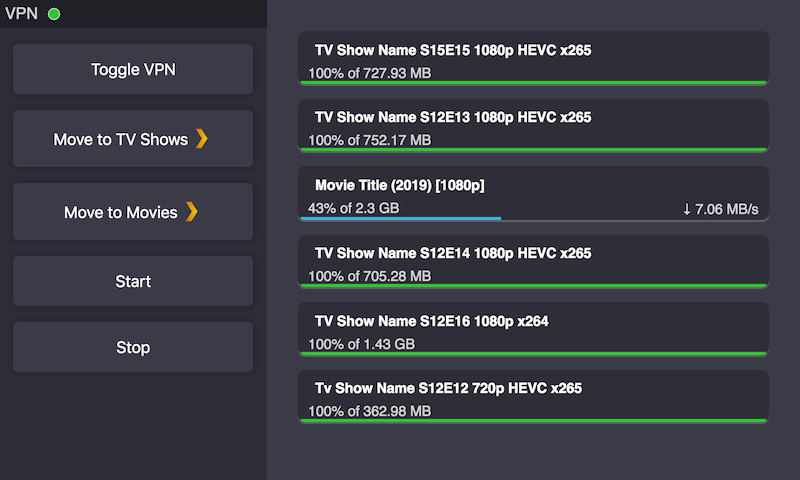 VPN
Toggle VPN
Move to TV Shows ❯
Move to Movies ❯
Start
Stop
TV Show Name S15E15 1080p HEVC x265
100% of 727.93 MB
TV Show Name S12E13 1080p HEVC x265
100% of 752.17 MB
Movie Title (2019) [1080p]
43% of 2.3 GB ↓ 7.06 MB/s
TV Show Name S12E14 1080p HEVC x265
100% of 705.28 MB
TV Show Name S12E16 1080p x264
100% of 1.43 GB
Tv Show Name S12E12 720p HEVC x265
100% of 362.98 MB